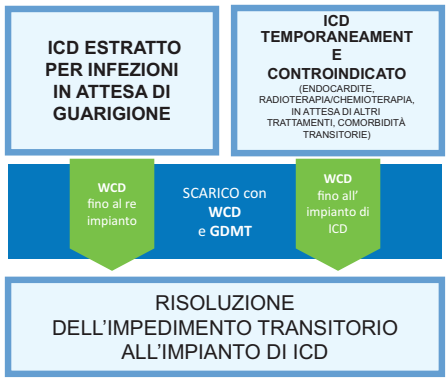 ICD ESTRATTO
PER INFEZIONI
IN ATTESA DI
GUARIGIONE
ICD
TEMPORANEAMENT
E
CONTROINDICATO
(ENDOCARDITE,
RADIOTERAPIA/CHEMIOTERAPIA,
IN ATTESA DI ALTRI
TRATTAMENTI, COMORBIDITÀ
TRANSITORIE)
WCD
fino al re
impianto
SCARICO con
WCD
e GDMT
WCD
fino all'
impianto di
ICD
RISOLUZIONE
DELL'IMPEDIMENTO TRANSITORIO
ALL'IMPIANTO DI ICD